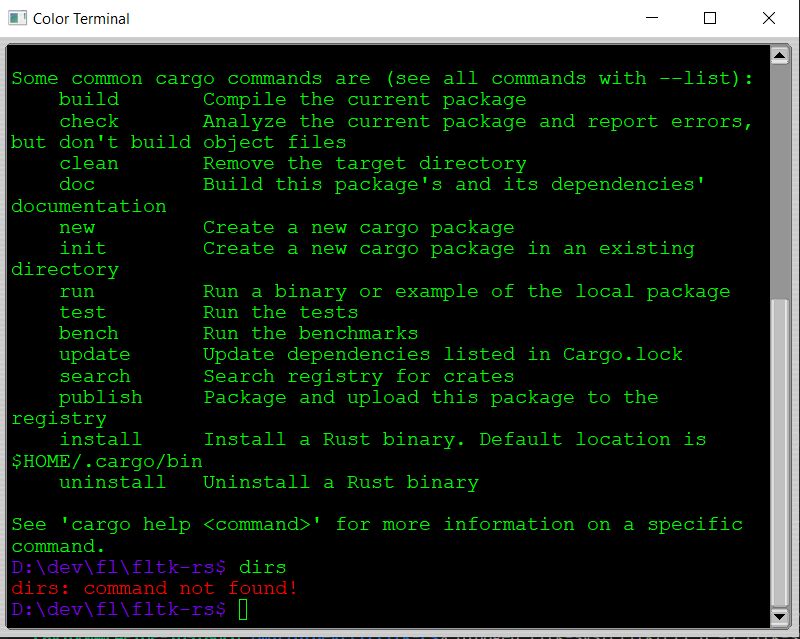 Color Terminal
Some common cargo commands are (see all commands with --list):
    build       Compile the current package
    check       Analyze the current package and report errors,
but don't build object files
    clean       Remove the target directory
    doc         Build this package's and its dependencies'
documentation
    new         Create a new cargo package
    init        Create a new cargo package in an existing
directory
    run         Run a binary or example of the local package
    test        Run the tests
    bench       Run the benchmarks
    update      Update dependencies listed in Cargo.lock
    search      Search registry for crates
    publish     Package and upload this package to the
registry
    install     Install a Rust binary. Default location is
$HOME/.cargo/bin
    uninstall   Uninstall a Rust binary
See 'cargo help <command>' for more information on a specific
command.
D:\dev\fl\fltk-rs$ dirs
dirs: command not found!
D:\dev\fl\fltk-rs$